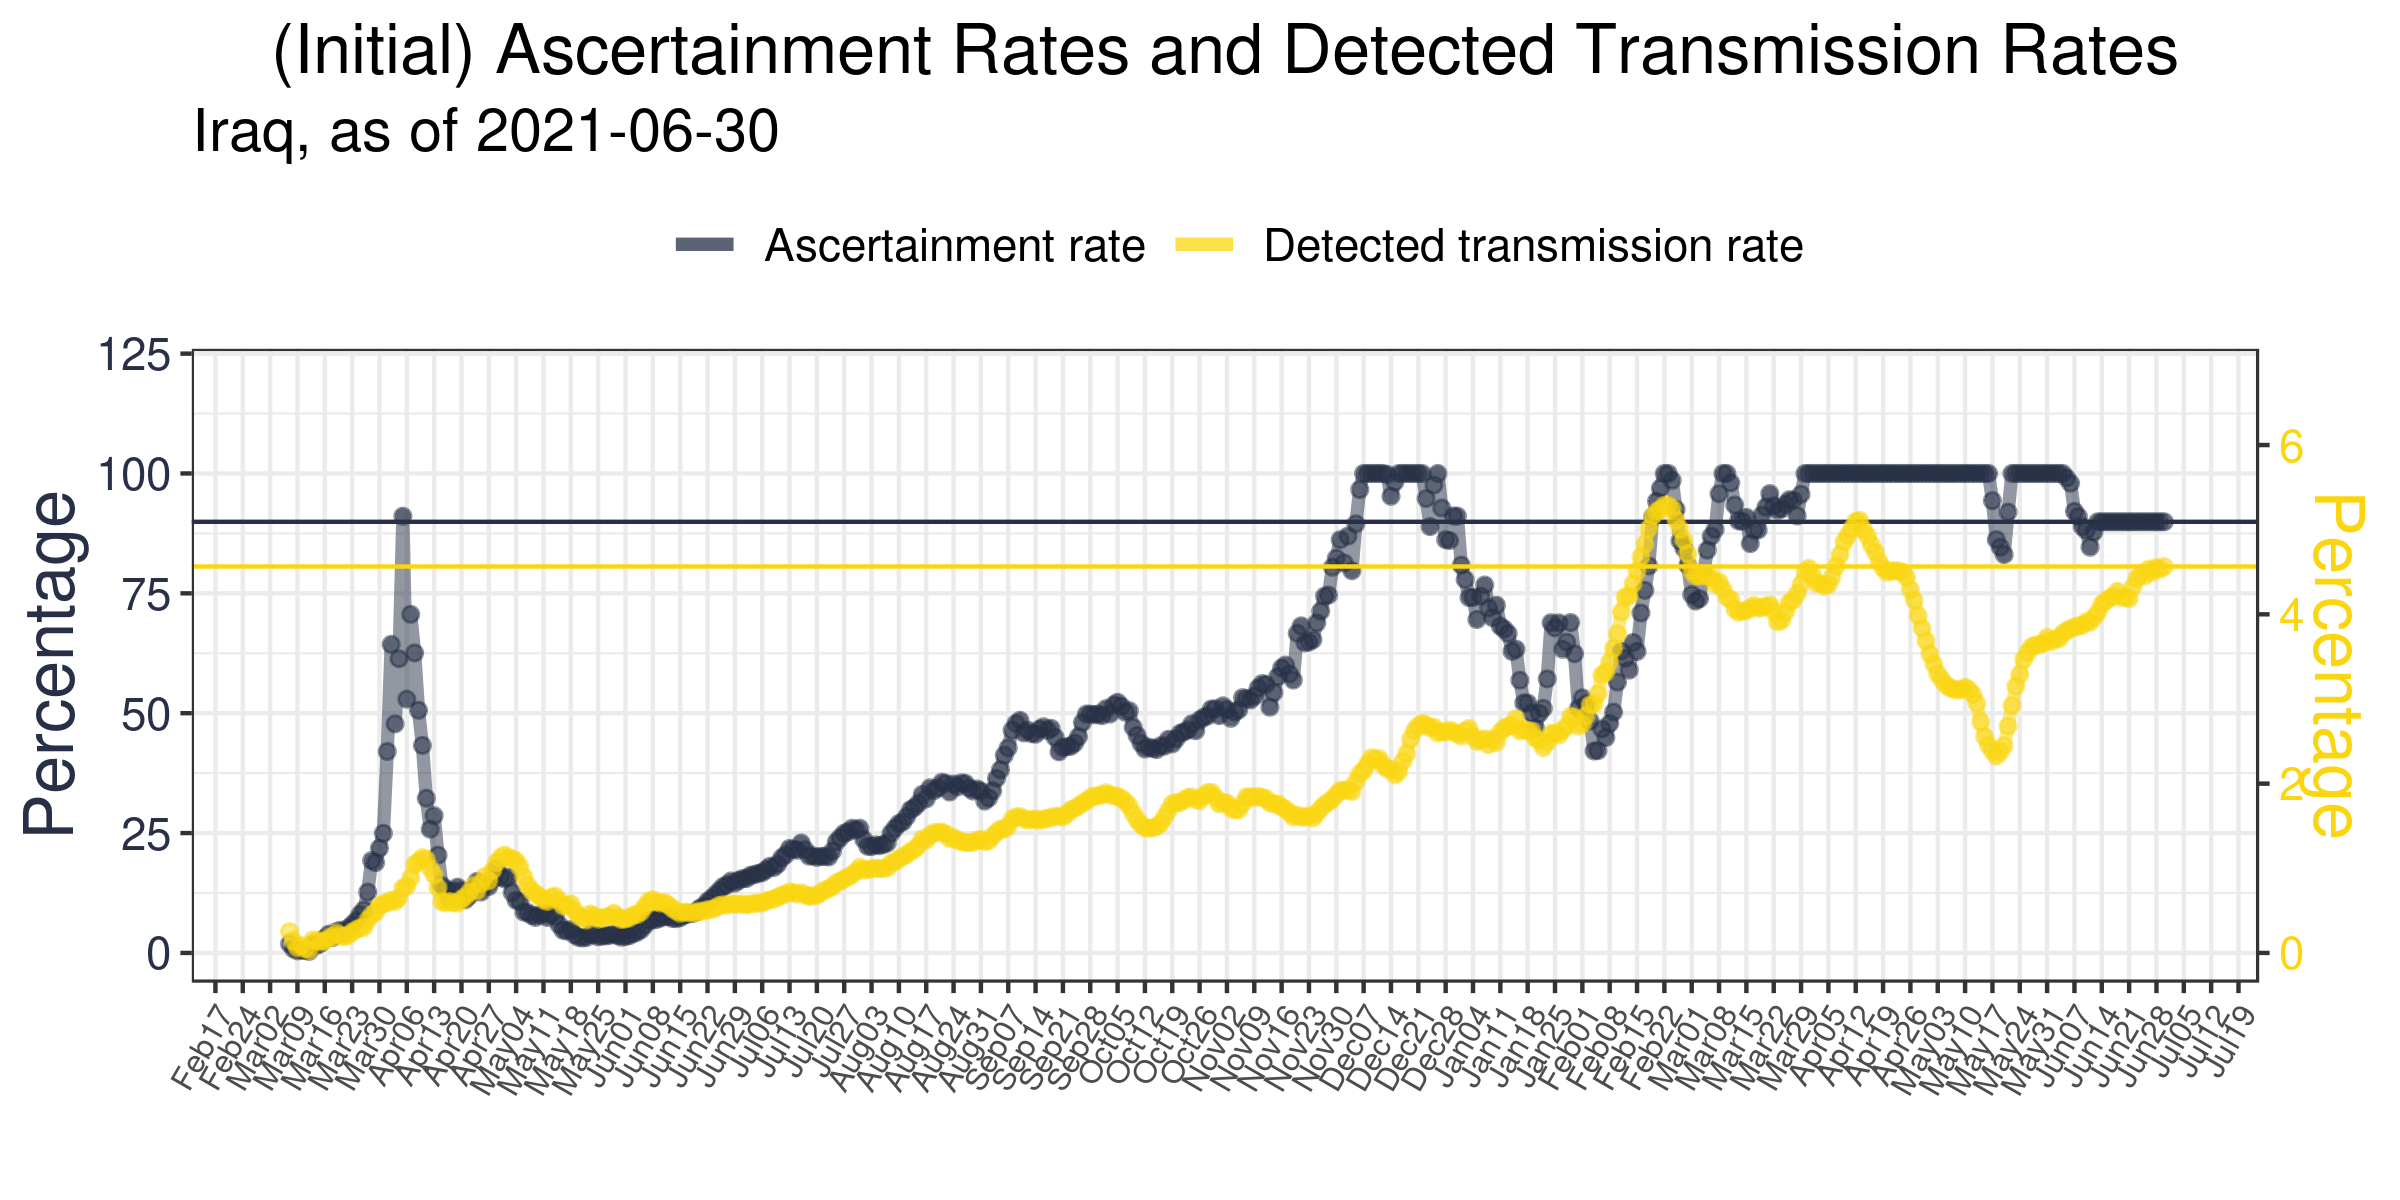 (Initial) Ascertainment Rates and Detected Transmission Rates
Iraq, as of 2021-06-30
Ascertainment rate
Detected transmission rate
125
100
75
50
25
0
Percentage
6
4
2
0
Percentage
Feb17
Feb24
Mar02
Mar09
Mar16
Mar23
Mar30
Apr06
Apr13
Apr20
Apr27
May04
May11
May18
May25
Jun01
Jun08
Jun15
Jun22
Jun29
Jul06
Jul13
Jul20
Jul27
Aug03
Aug10
Aug17
Aug24
Aug31
Sep07
Sep14
Sep21
Sep28
Oct05
Oct12
Oct19
Oct26
Nov02
Nov09
Nov16
Nov23
Nov30
Dec07
Dec14
Dec21
Dec28
Jan04
Jan11
Jan18
Jan25
Feb01
Feb08
Feb15
Feb22
Mar01
Mar08
Mar15
Mar22
Mar29
Apr05
Apr12
Apr19
Apr26
May03
May10
May17
May24
May31
Jun07
Jun14
Jun21
Jun28
Jul05
Jul12
Jul19